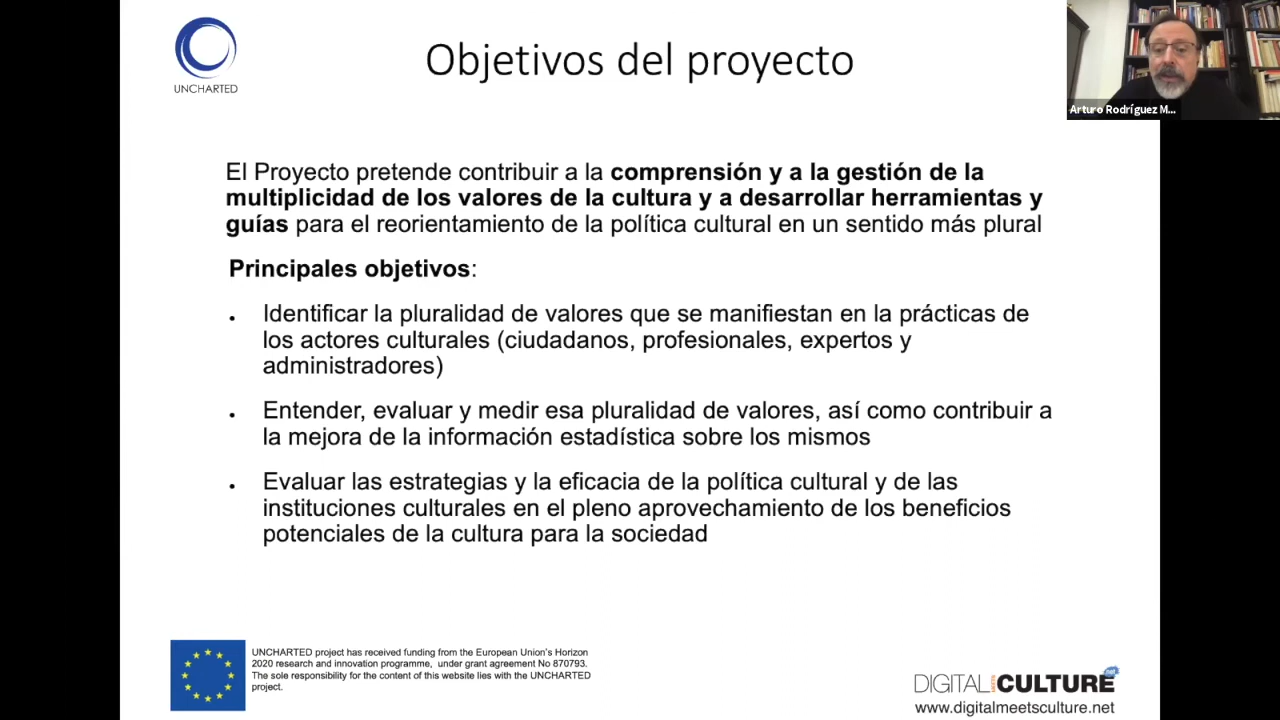 UNCHARTED
Objetivos del proyecto
Arturo Rodríguez M...
El Proyecto pretende contribuir a la comprensión y a la gestión de la
multiplicidad de los valores de la cultura y a desarrollar herramientas y
guías para el reorientamiento de la política cultural en un sentido más plural
Principales objetivos:
• Identificar la pluralidad de valores que se manifiestan en la prácticas de
los actores culturales (ciudadanos, profesionales, expertos y
administradores)
• Entender, evaluar y medir esa pluralidad de valores, así como contribuir a
la mejora de la información estadística sobre los mismos
• Evaluar las estrategias y la eficacia de la política cultural y de las
instituciones culturales en el pleno aprovechamiento de los beneficios
potenciales de la cultura para la sociedad
UNCHARTED project has received funding from the European Union's Horizon
2020 research and innovation programme, under grant agreement No 870793.
The sole responsibility for the content of this website lies with the UNCHARTED
project.
DIGITAL MEETS CULTURE .net
www.digitalmeetsculture.net